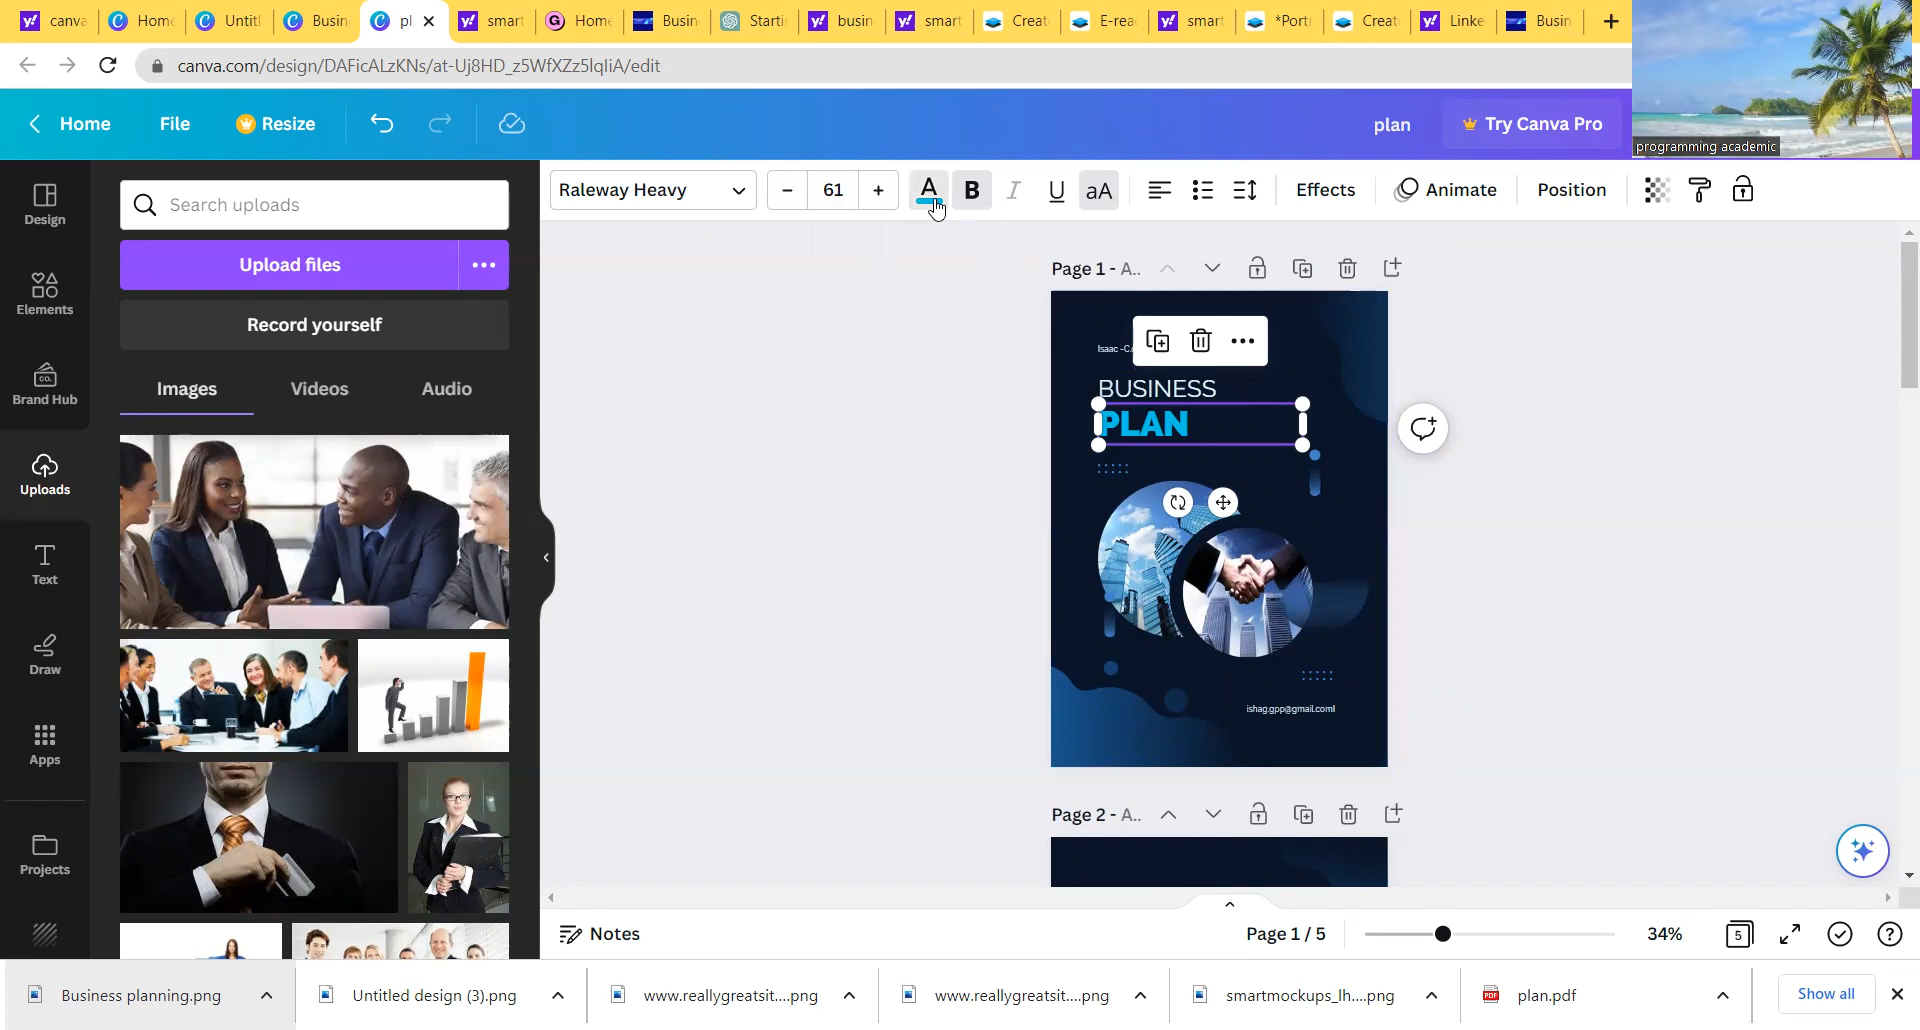 canva
Home
Untitl
Busin
pl
smart
Home
Busin
Startin
busin
smart
Creat
E-rea
smart
*Port
Creat
Linke
Busin
canva.com/design/DAFicALzKNs/at-Uj8HD_z5WfXZz5IqliA/edit
programming academic
Home
File
Resize
plan
Try Canva Pro
Design
Elements
Brand Hub
Uploads
Text
Draw
Apps
Projects
Search uploads
Upload files
Record yourself
Images
Videos
Audio
Raleway Heavy
61
A
B
I
U
aA
Effects
Animate
Position
Page 1 - A..
Isaac -C.
BUSINESS
PLAN
ishag.gpp@gmail.coml
Page 2 - A..
Notes
Page 1 / 5
34%
5
Business planning.png
Untitled design (3).png
www.reallygreatsit....png
www.reallygreatsit....png
smartmockups_lh....png
plan.pdf
Show all